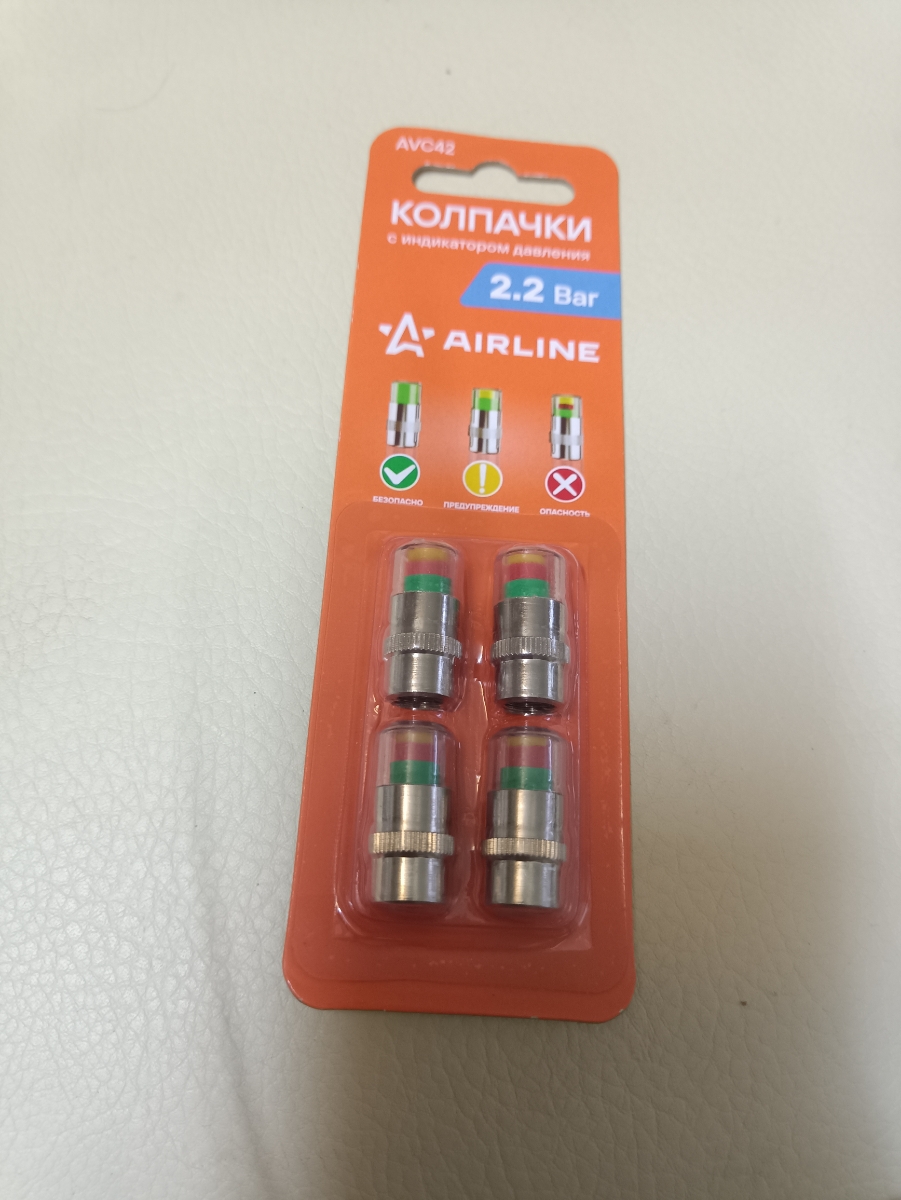 AVC42
КОЛПАЧКИ
с индикатором давления
2.2 Bar
AIRLINE
БЕЗОПАСНО ПРЕДУПРЕЖДЕНИЕ ОПАСНОСТЬ